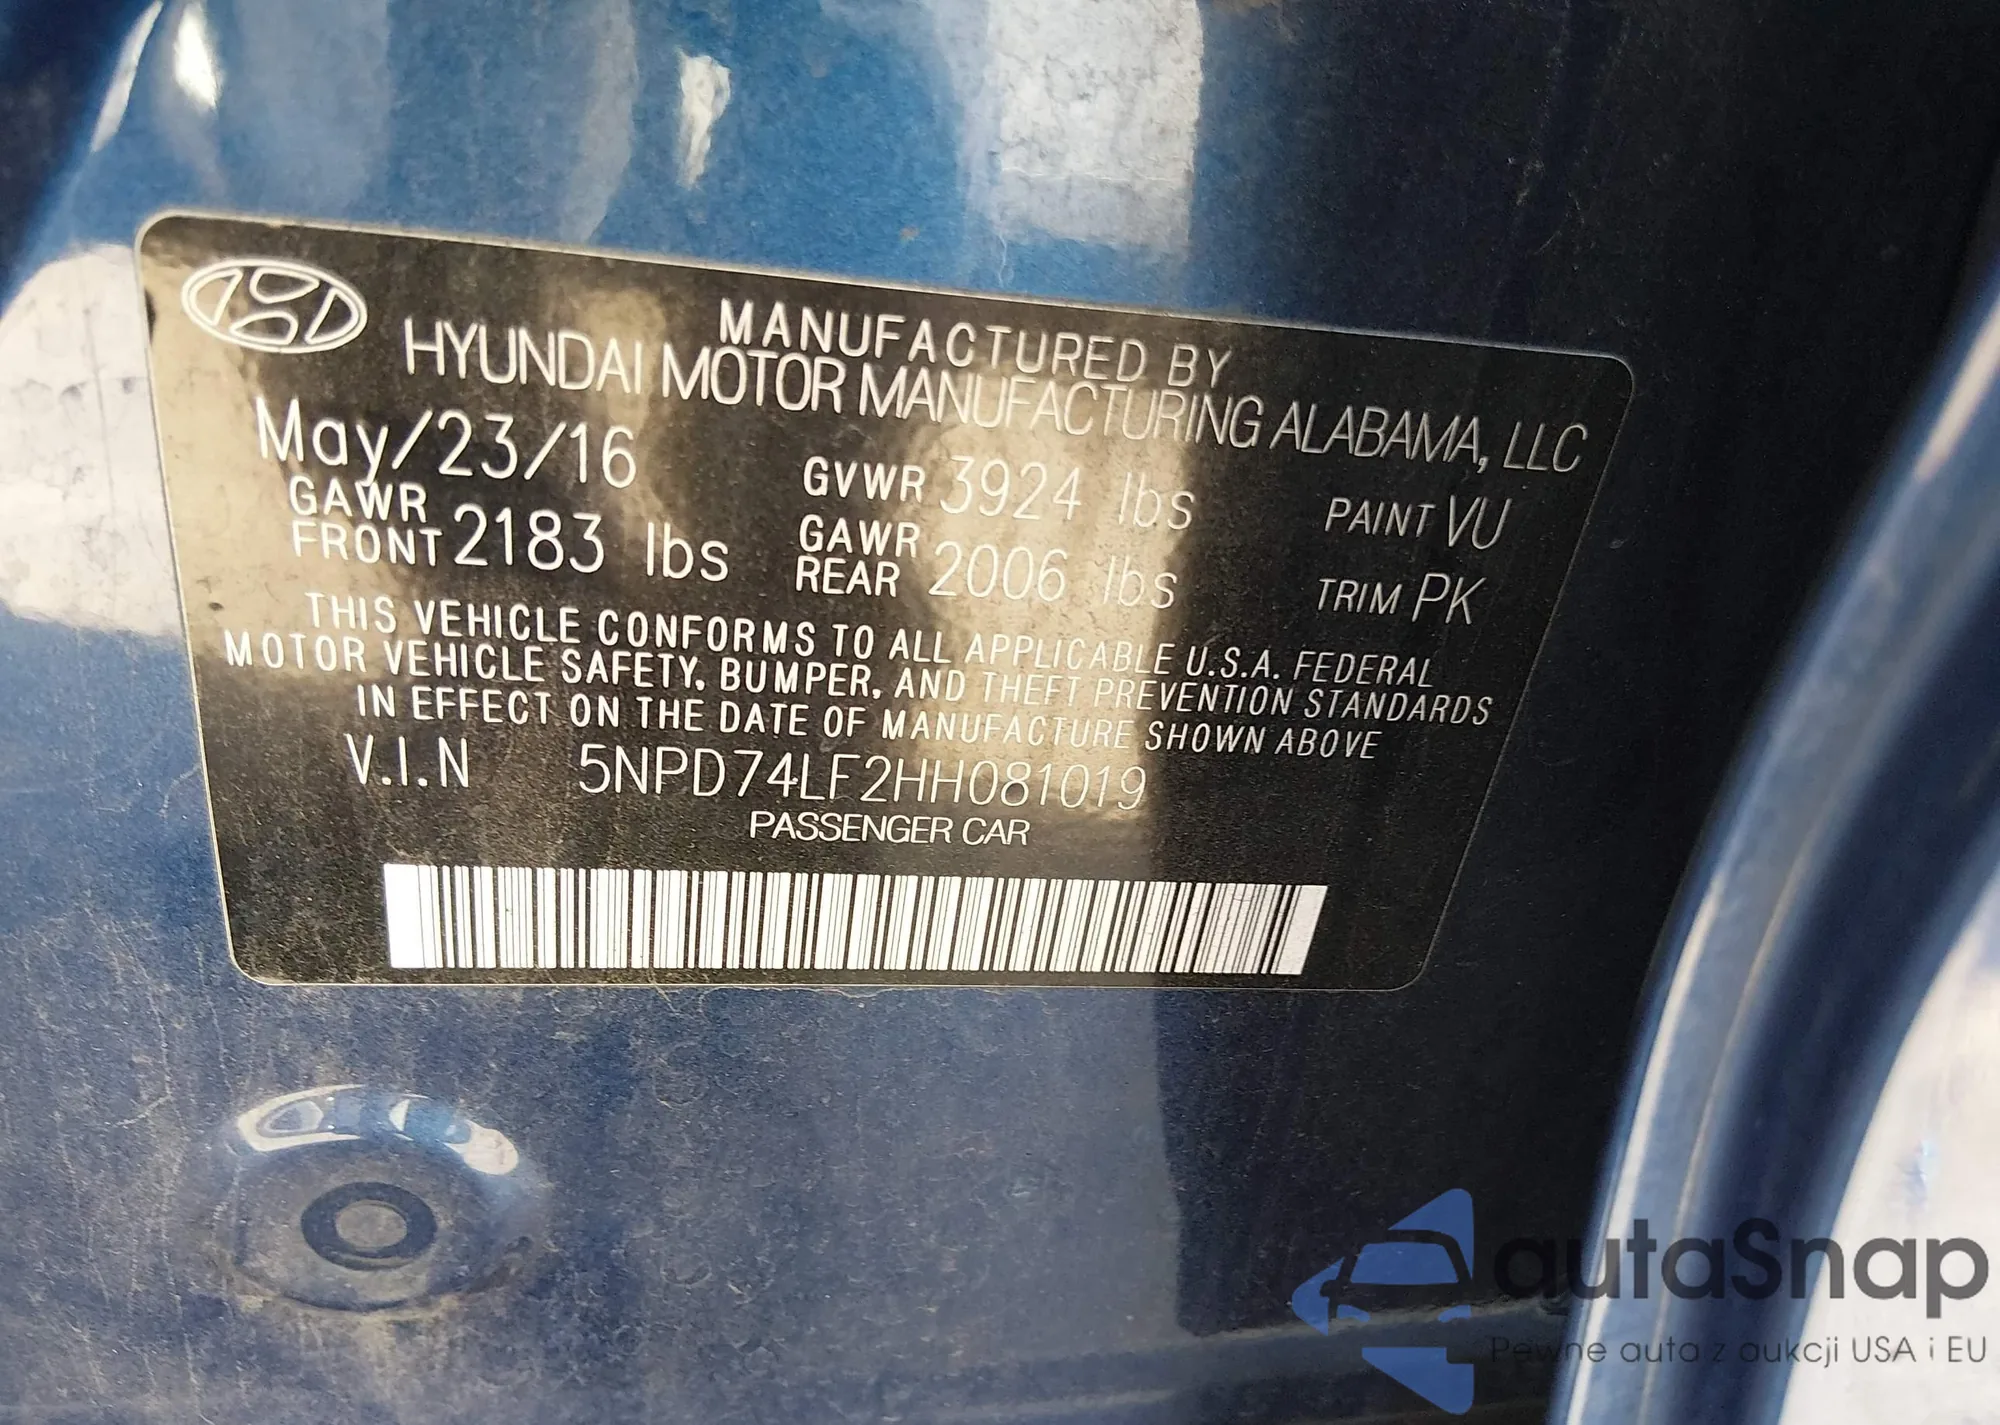 MANUFACTURED BY
HYUNDAI MOTOR MANUFACTURING ALABAMA, LLC
May/23/16 GVWR 3924 lbs PAINT VU
GAWR FRONT 2183 lbs GAWR REAR 2006 lbs TRIM PK
THIS VEHICLE CONFORMS TO ALL APPLICABLE U.S.A. FEDERAL
MOTOR VEHICLE SAFETY, BUMPER, AND THEFT PREVENTION STANDARDS
IN EFFECT ON THE DATE OF MANUFACTURE SHOWN ABOVE
V.I.N 5NPD74LF2HH081019
PASSENGER CAR
autaSnap
Pewne auta z aukcji USA i EU